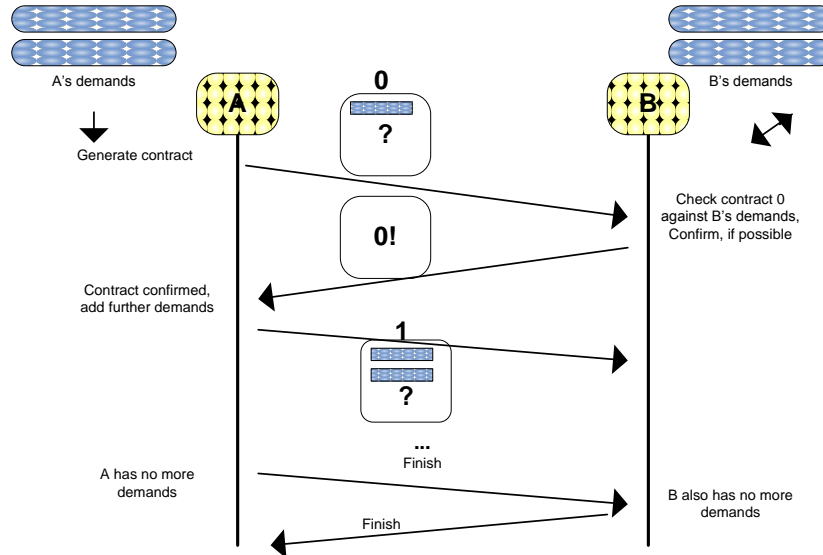 A's demands
B's demands
A
0
?
B
Generate contract
Check contract 0
against B's demands,
Confirm, if possible
0!
Contract confirmed,
add further demands
1
?
...
Finish
A has no more
demands
B also has no more
demands
Finish